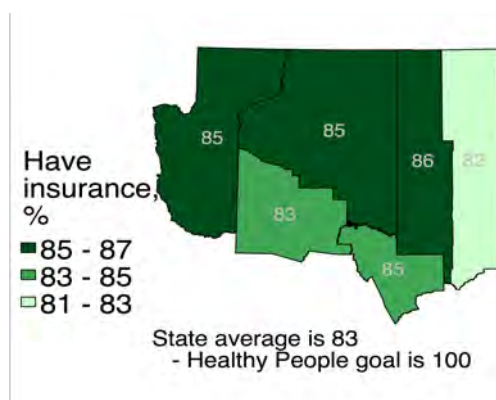 85
85
86
82
83
85
Have
insurance,
%
85 - 87
83 - 85
81 - 83
State average is 83
- Healthy People goal is 100